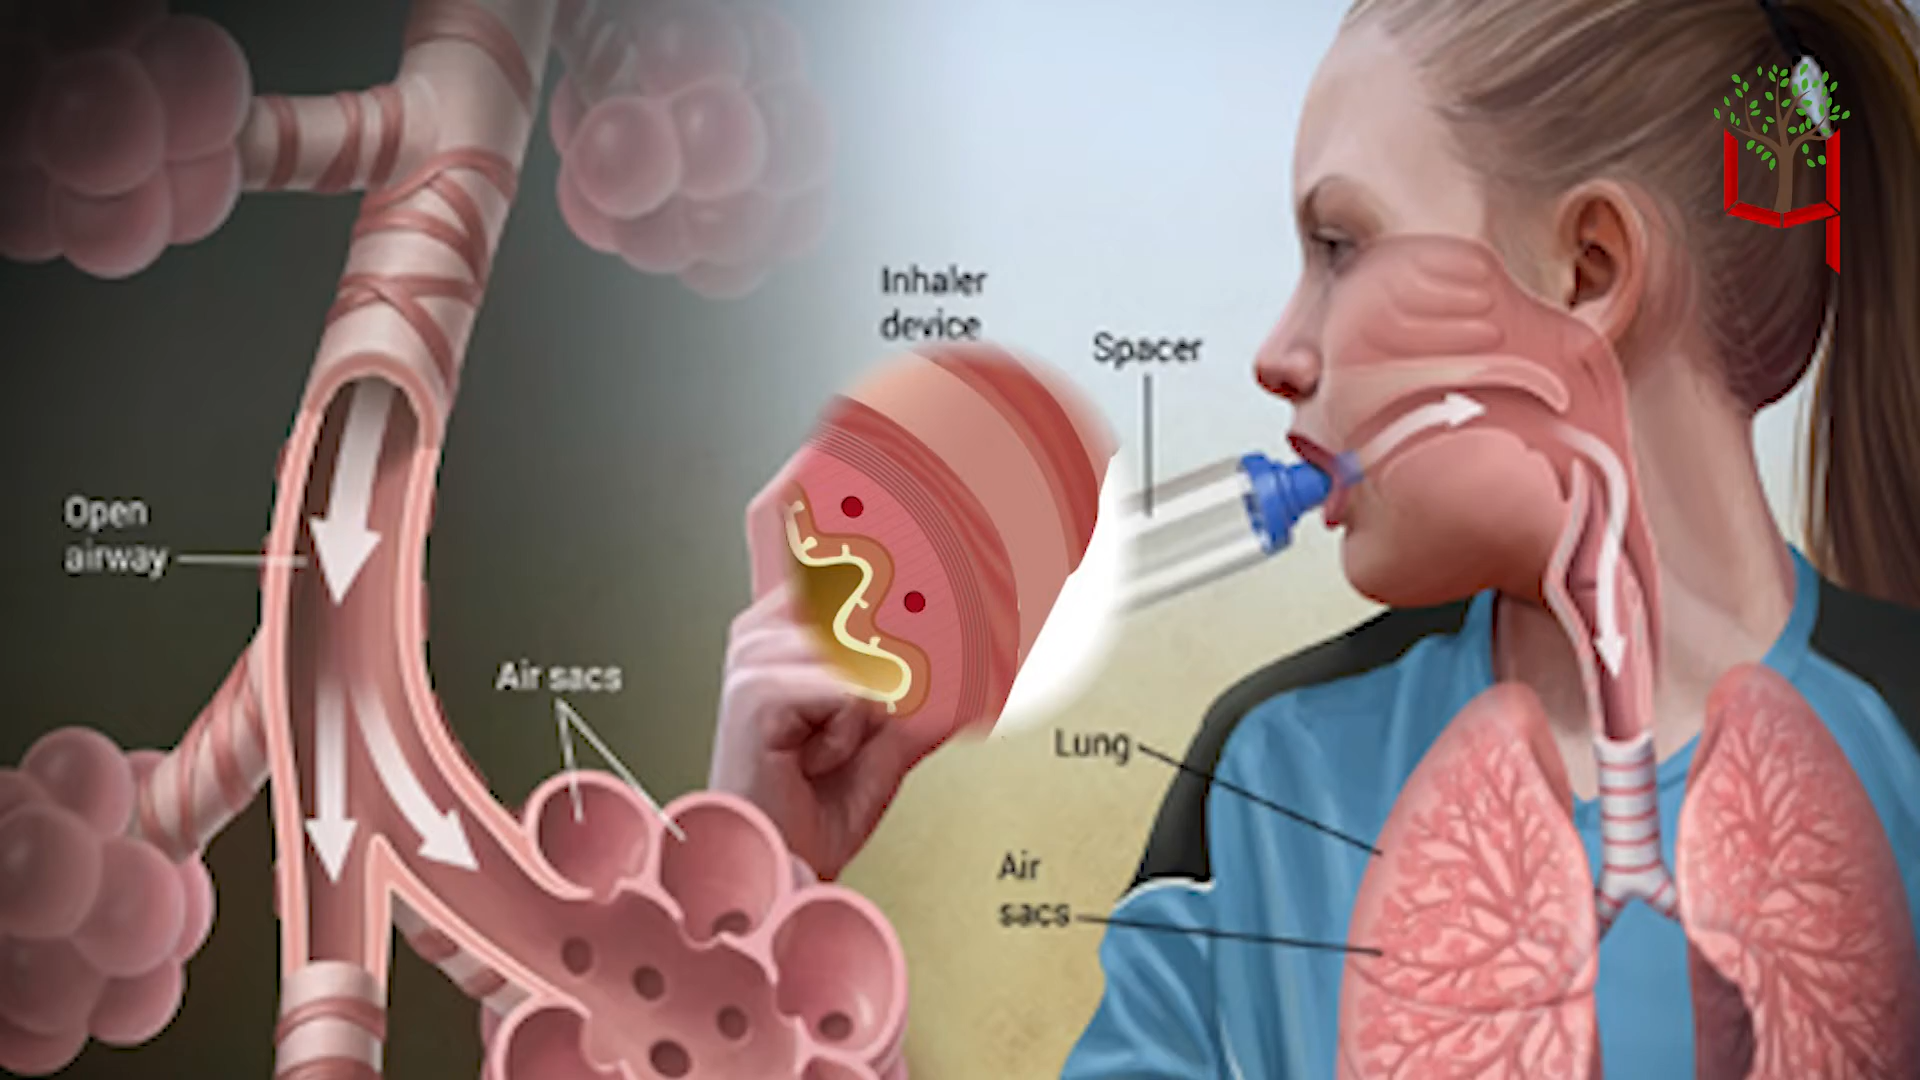 Inhaler
device
Spacer
Open
airway
Air sacs
Lung
Air
sacs